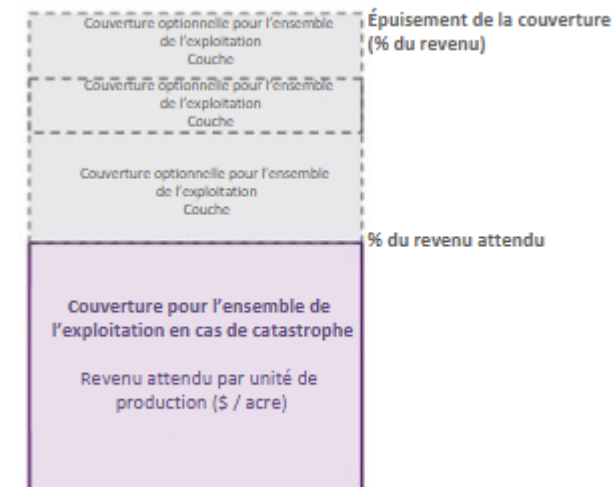 Couverture optionnelle pour l'ensemble
de l'exploitation
Couche
Épuisement de la couverture
(% du revenu)
Couverture optionnelle pour l'ensemble
de l'exploitation
Couche
Couverture optionnelle pour l'ensemble
de l'exploitation
Couche
% du revenu attendu
Couverture pour l'ensemble de
l'exploitation en cas de catastrophe
Revenu attendu par unité de
production ($ / acre)